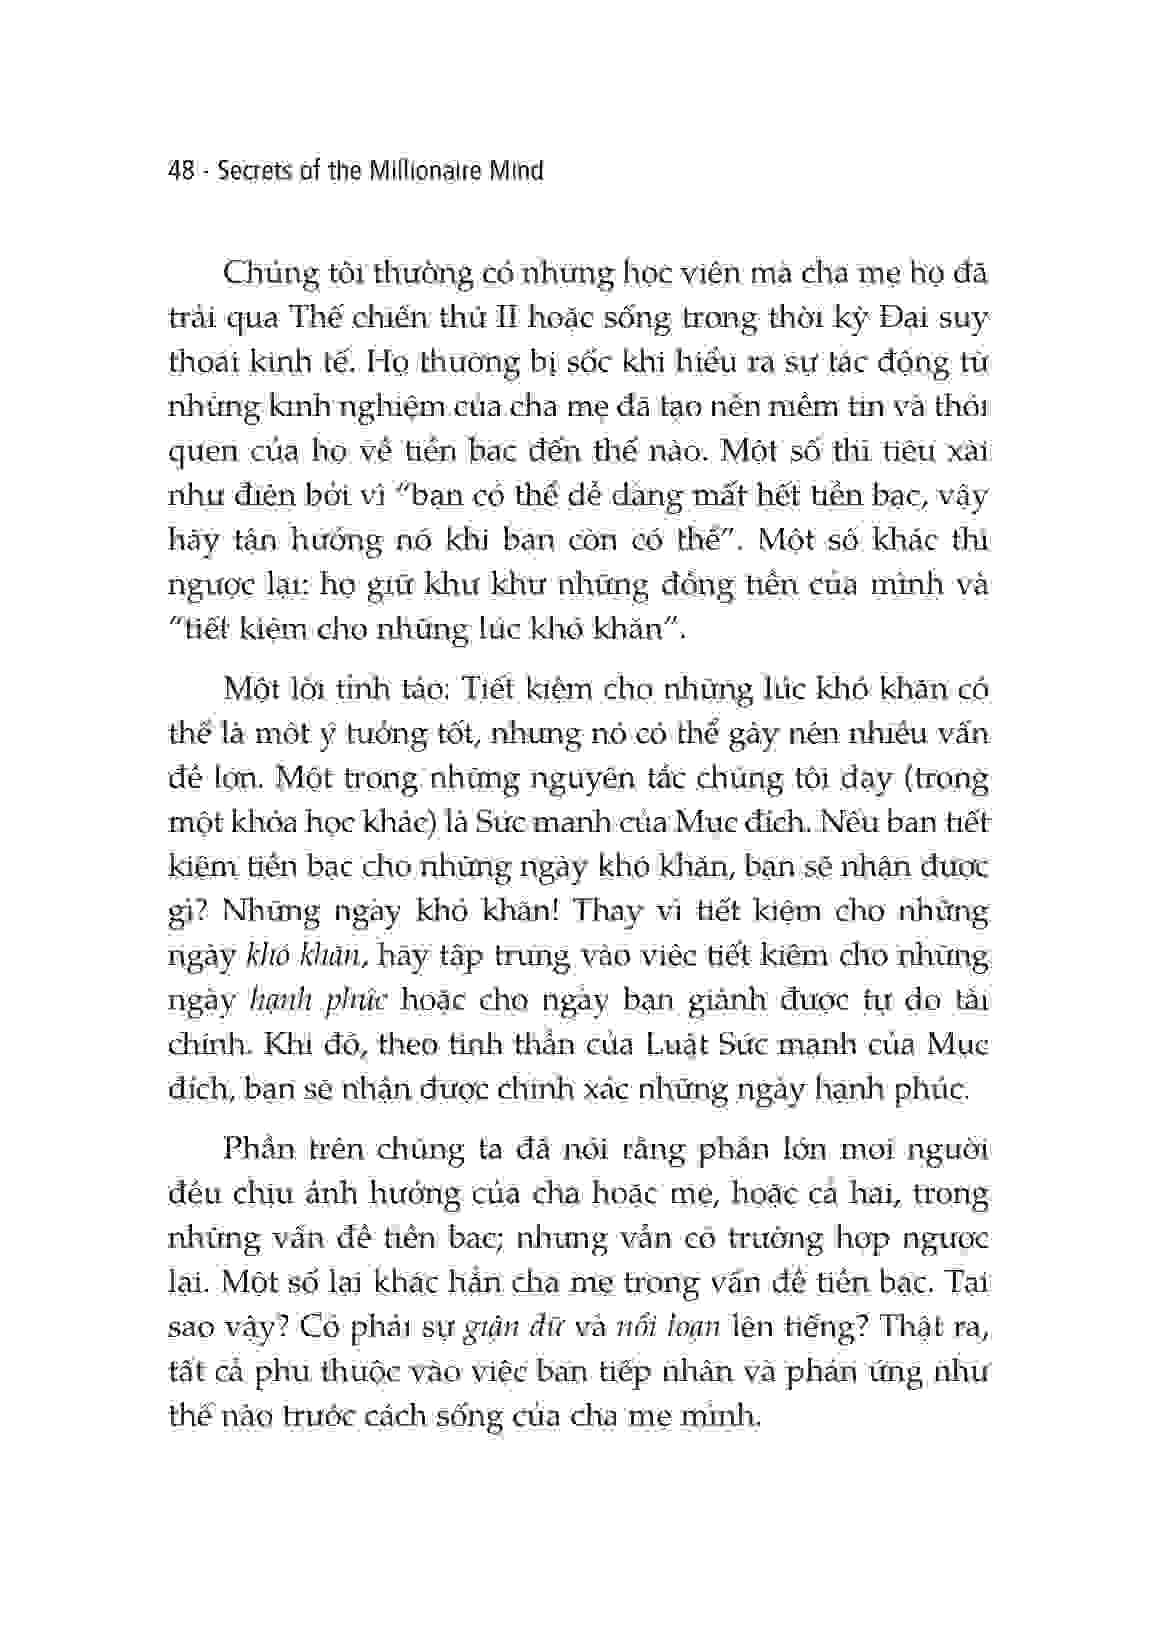 48 - Secrets of the Millionaire Mind
Chúng tôi thường có những học viên mà cha mẹ họ đã
trải qua Thế chiến thứ II hoặc sống trong thời kỳ Đại suy
thoái kinh tế. Họ thường bị sốc khi hiểu ra sự tác động từ
những kinh nghiệm của cha mẹ đã tạo nên niềm tin và thói
quen của họ về tiền bạc đến thế nào. Một số thì tiêu xài
như điên bởi vì “bạn có thể dễ dàng mất hết tiền bạc, vậy
hãy tận hưởng nó khi bạn còn có thể”. Một số khác thì
ngược lại: họ giữ khư khư những đồng tiền của mình và
“tiết kiệm cho những lúc khó khăn”.
Một lời tỉnh táo: Tiết kiệm cho những lúc khó khăn có
thể là một ý tưởng tốt, nhưng nó có thể gây nên nhiều vấn
đề lớn. Một trong những nguyên tắc chúng tôi dạy (trong
một khóa học khác) là Sức mạnh của Mục đích. Nếu bạn tiết
kiệm tiền bạc cho những ngày khó khăn, bạn sẽ nhận được
gì? Những ngày khó khăn! Thay vì tiết kiệm cho những
ngày khó khăn, hãy tập trung vào việc tiết kiệm cho những
ngày hạnh phúc hoặc cho ngày bạn giành được tự do tài
chính. Khi đó, theo tinh thần của Luật Sức mạnh của Mục
đích, bạn sẽ nhận được chính xác những ngày hạnh phúc.
Phần trên chúng ta đã nói rằng phần lớn mọi người
đều chịu ảnh hưởng của cha hoặc mẹ, hoặc cả hai, trong
những vấn đề tiền bạc; nhưng vẫn có trường hợp ngược
lại. Một số lại khác hẳn cha mẹ trong vấn đề tiền bạc. Tại
sao vậy? Có phải sự giận dữ và nổi loạn lên tiếng? Thật ra,
tất cả phụ thuộc vào việc bạn tiếp nhận và phản ứng như
thế nào trước cách sống của cha mẹ mình.